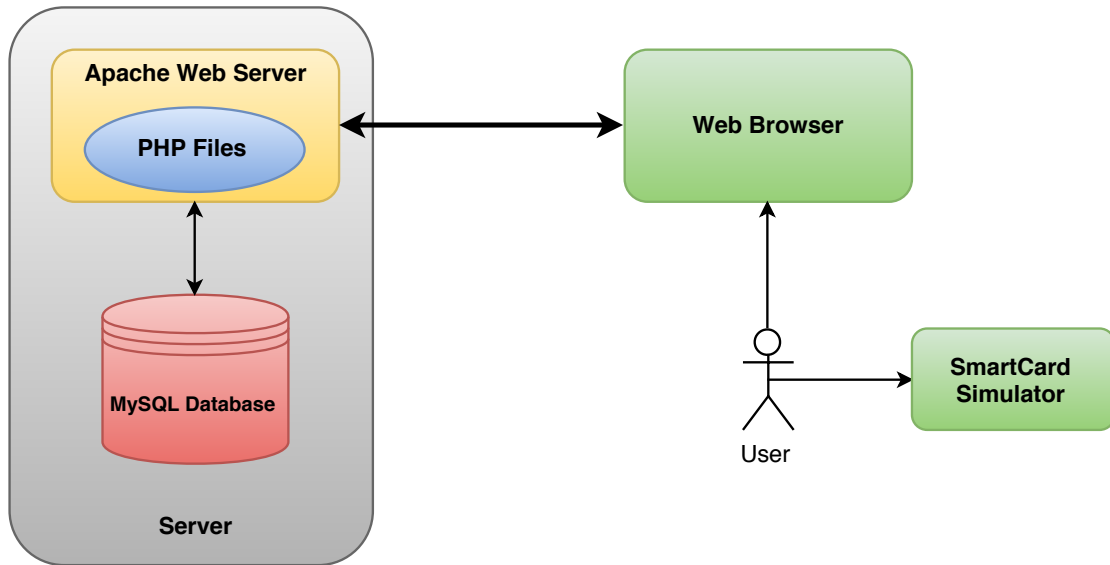 Apache Web Server
PHP Files
MySQL Database
Server
Web Browser
User
SmartCard
Simulator